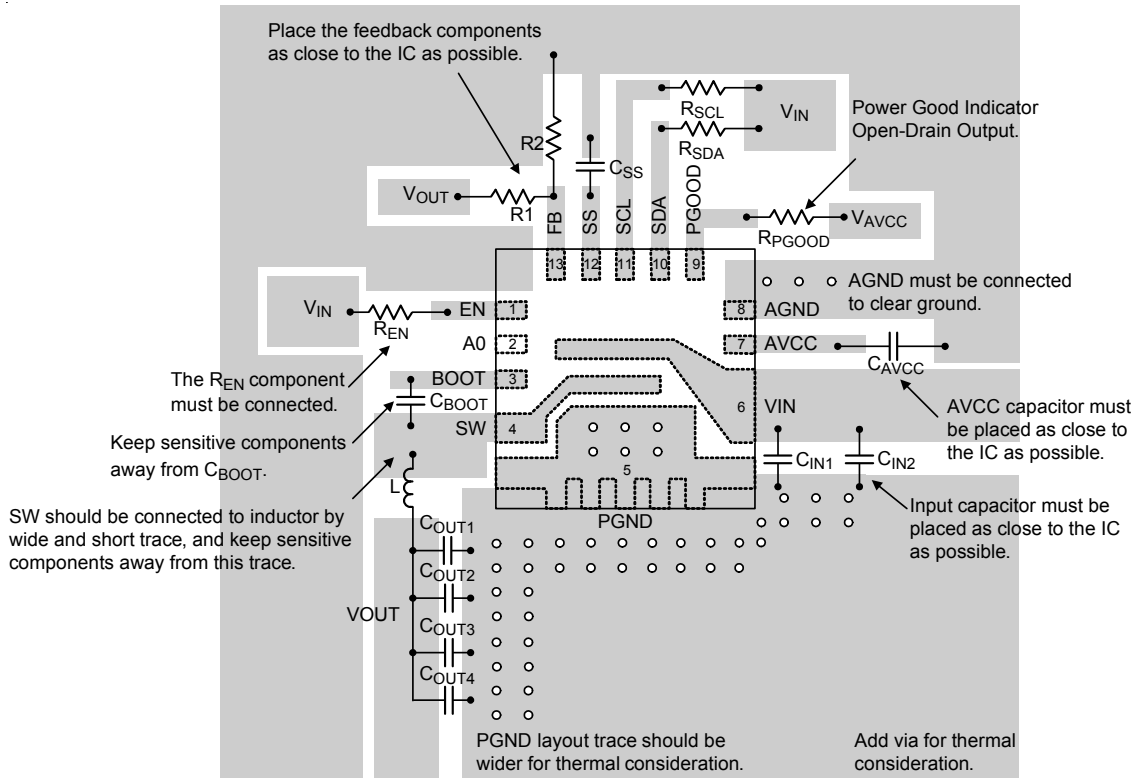 Place the feedback components
as close to the IC as possible.
R2
CSS
RSCL
RSDA
VIN
Power Good Indicator
Open-Drain Output.
VOUT
R1
FB
SS
SCL
SDA
PGOOD
RPGOOD
VAVCC
13
12
11
10
9
VIN
REN
EN
1
8
AGND
AGND must be connected
to clear ground.
A0
2
7
AVCC
CAVCC
The REN component
must be connected.
BOOT
3
CBOOT
6
VIN
AVCC capacitor must
be placed as close to
the IC as possible.
SW
4
Keep sensitive components
away from CBOOT.
CIN1
CIN2
L
5
PGND
SW should be connected to inductor by
wide and short trace, and keep sensitive
components away from this trace.
Input capacitor must be
placed as close to the IC
as possible.
COUT1
COUT2
VOUT
COUT3
COUT4
PGND layout trace should be
wider for thermal consideration.
Add via for thermal
consideration.